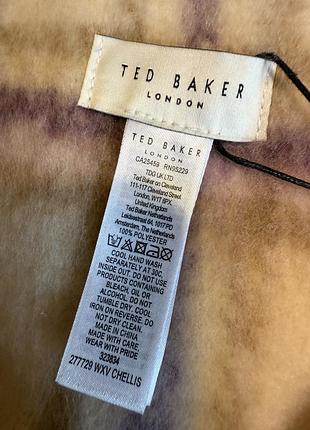 TED BAKER
LONDON
TED BAKER
LONDON
CA25459 RN95229
TDG UK LTD
Ted Baker on Cleveland
111-117 Cleveland Street
London, W1T 6PX,
United Kingdom
Ted Baker Netherlands
Leidsestraat 64, 1017 PD
Amsterdam, The Netherlands
100% POLYESTER
COOL HAND WASH
SEPARATELY AT 30C,
INSIDE OUT. DO NOT USE
PRODUCTS CONTAINING
BLEACH, OIL OR
ALCOHOL. DO NOT
TUMBLE DRY. COOL
IRON ON REVERSE. DO
NOT DRY CLEAN.
MADE IN CHINA
WEAR WITH CARE,
WEAR WITH PRIDE
323834
277729 WXV CHELLIS